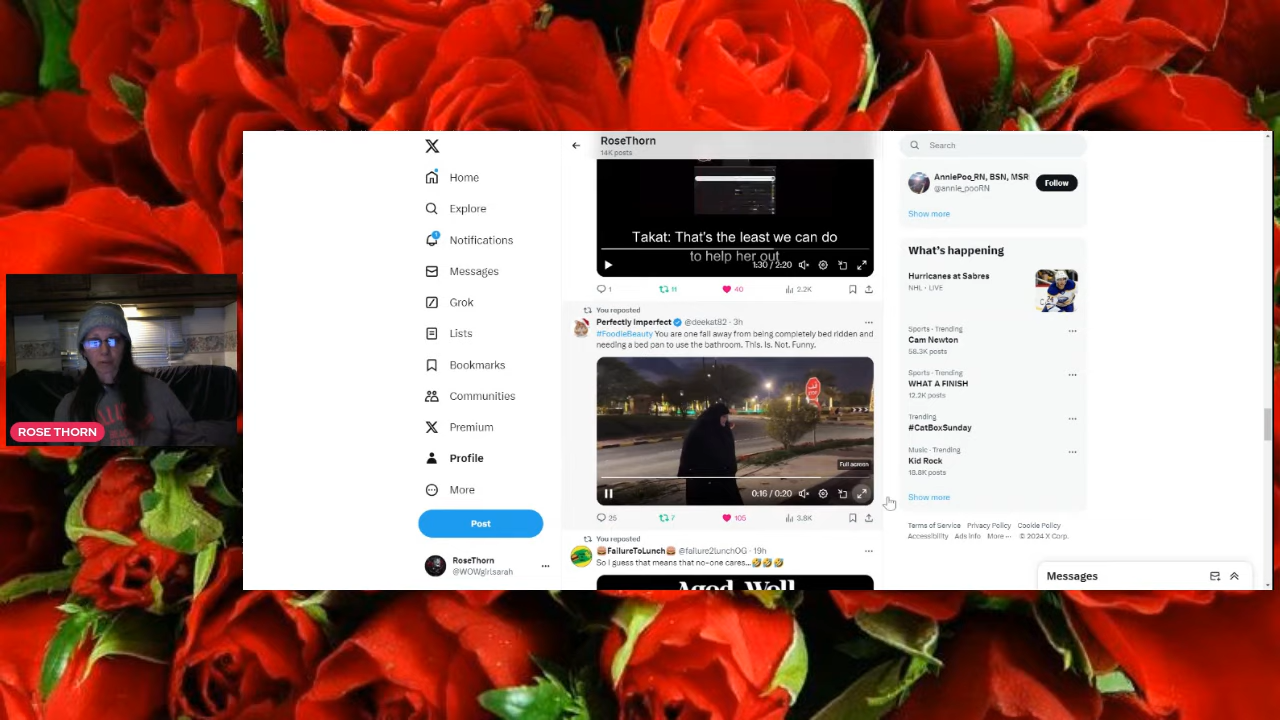 RoseThorn
14K posts
Search
Home
Explore
Notifications
1
Messages
Grok
Lists
Bookmarks
Communities
Premium
Profile
More
Post
RoseThorn
@WOWgirlsarah
Takat: That's the least we can do
to help her out
1:30 / 2:20
1
11
40
2.2K
You reposted
Perfectly Imperfect @deekat82 · 3h
#FoodieBeauty You are one fall away from being completely bed ridden and
needing a bed pan to use the bathroom. This. Is. Not. Funny.
Full screen
0:16 / 0:20
25
7
105
3.8K
You reposted
🍔FailureToLunch🍔 @failure2lunchOG · 19h
So I guess that means that no-one cares...🤣🤣🤣
Aged Well
AnniePoo_RN, BSN, MSR
@annie_pooRN
Follow
Show more
What's happening
Hurricanes at Sabres
NHL · LIVE
Sports · Trending
Cam Newton
58.3K posts
Sports · Trending
WHAT A FINISH
12.2K posts
Trending
#CatBoxSunday
Music · Trending
Kid Rock
18.8K posts
Show more
Terms of Service Privacy Policy Cookie Policy
Accessibility Ads info More ··· © 2024 X Corp.
Messages
ROSE THORN